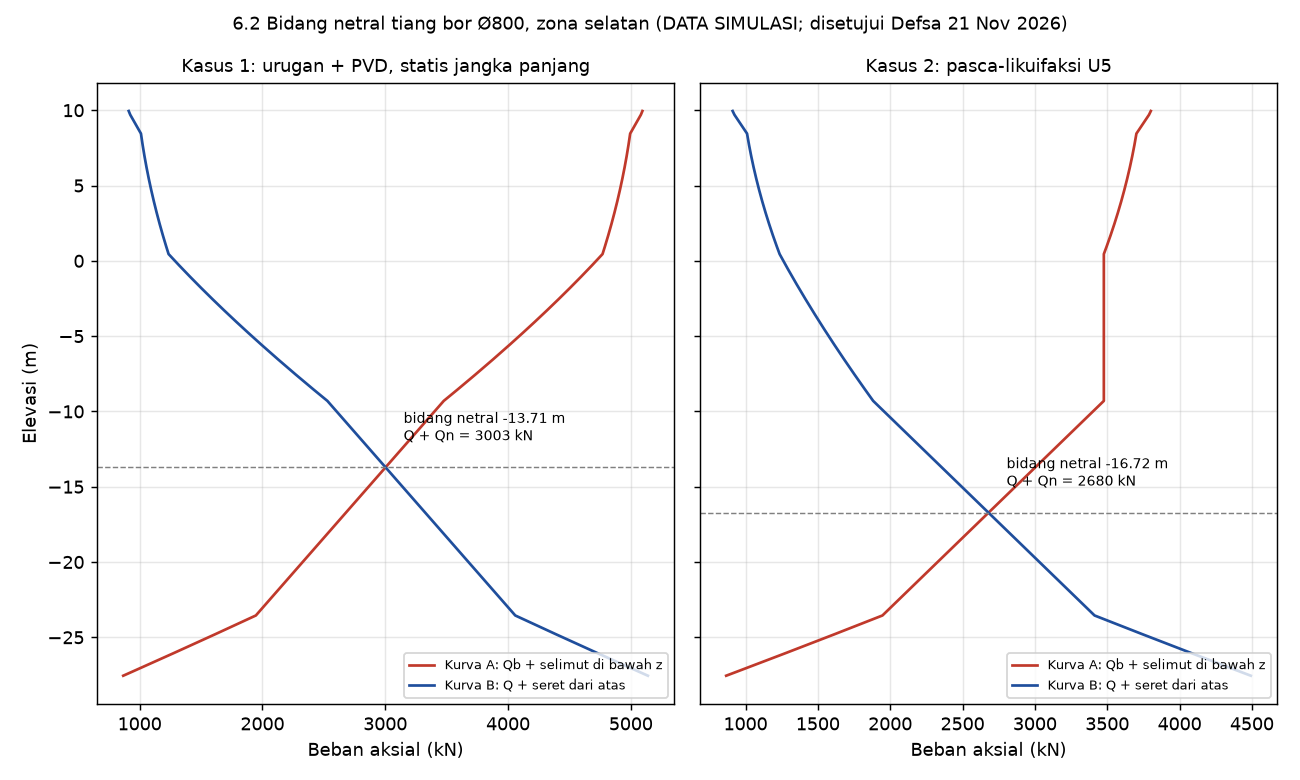 6.2 Bidang netral tiang bor Ø800, zona selatan (DATA SIMULASI; disetujui Defsa 21 Nov 2026)
Kasus 1: urugan + PVD, statis jangka panjang
Elevasi (m)
10
5
0
−5
−10
−15
−20
−25
bidang netral -13.71 m
Q + Qn = 3003 kN
Kurva A: Qb + selimut di bawah z
Kurva B: Q + seret dari atas
1000 2000 3000 4000 5000
Beban aksial (kN)
Kasus 2: pasca-likuifaksi U5
bidang netral -16.72 m
Q + Qn = 2680 kN
Kurva A: Qb + selimut di bawah z
Kurva B: Q + seret dari atas
1000 1500 2000 2500 3000 3500 4000 4500
Beban aksial (kN)